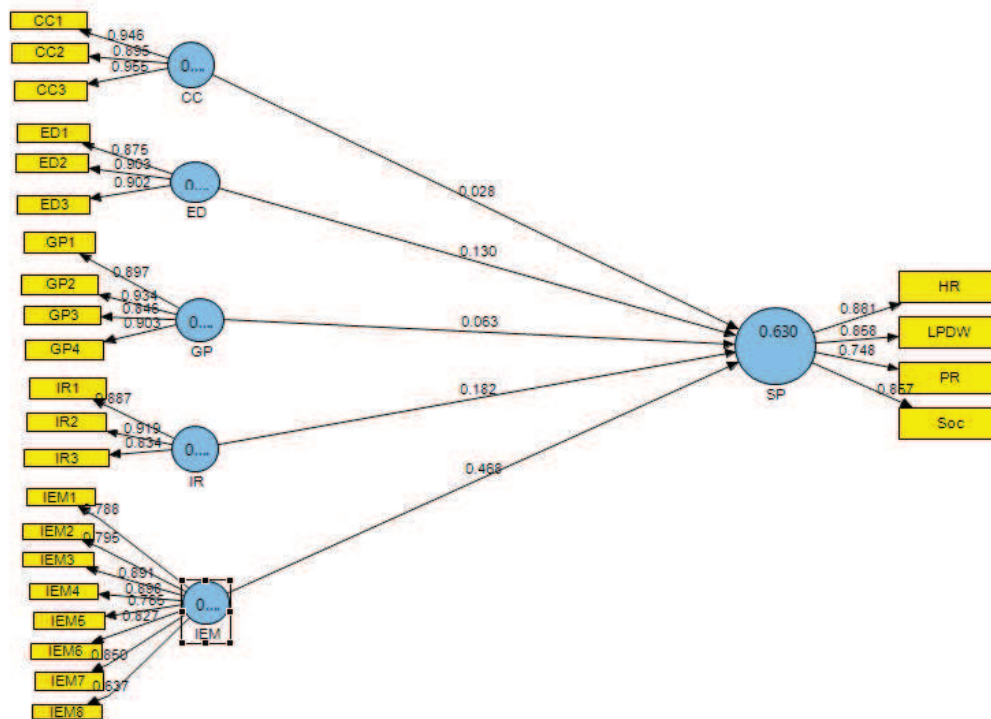 CC1
0.946
CC2
0.895
CC3
0.955
0....
CC
ED1
0.875
ED2
0.903
ED3
0.902
0....
ED
GP1
0.897
GP2
0.934
GP3
0.846
GP4
0.903
0....
GP
IR1
0.887
IR2
0.919
IR3
0.834
0....
IR
IEM1
0.788
IEM2
0.795
IEM3
0.891
IEM4
0.896
IEM5
0.765
IEM6
0.827
IEM7
0.850
IEM8
0.637
0....
IEM
0.028
0.130
0.063
0.182
0.468
0.630
SP
0.881
HR
0.858
LPDW
0.748
PR
0.857
Soc